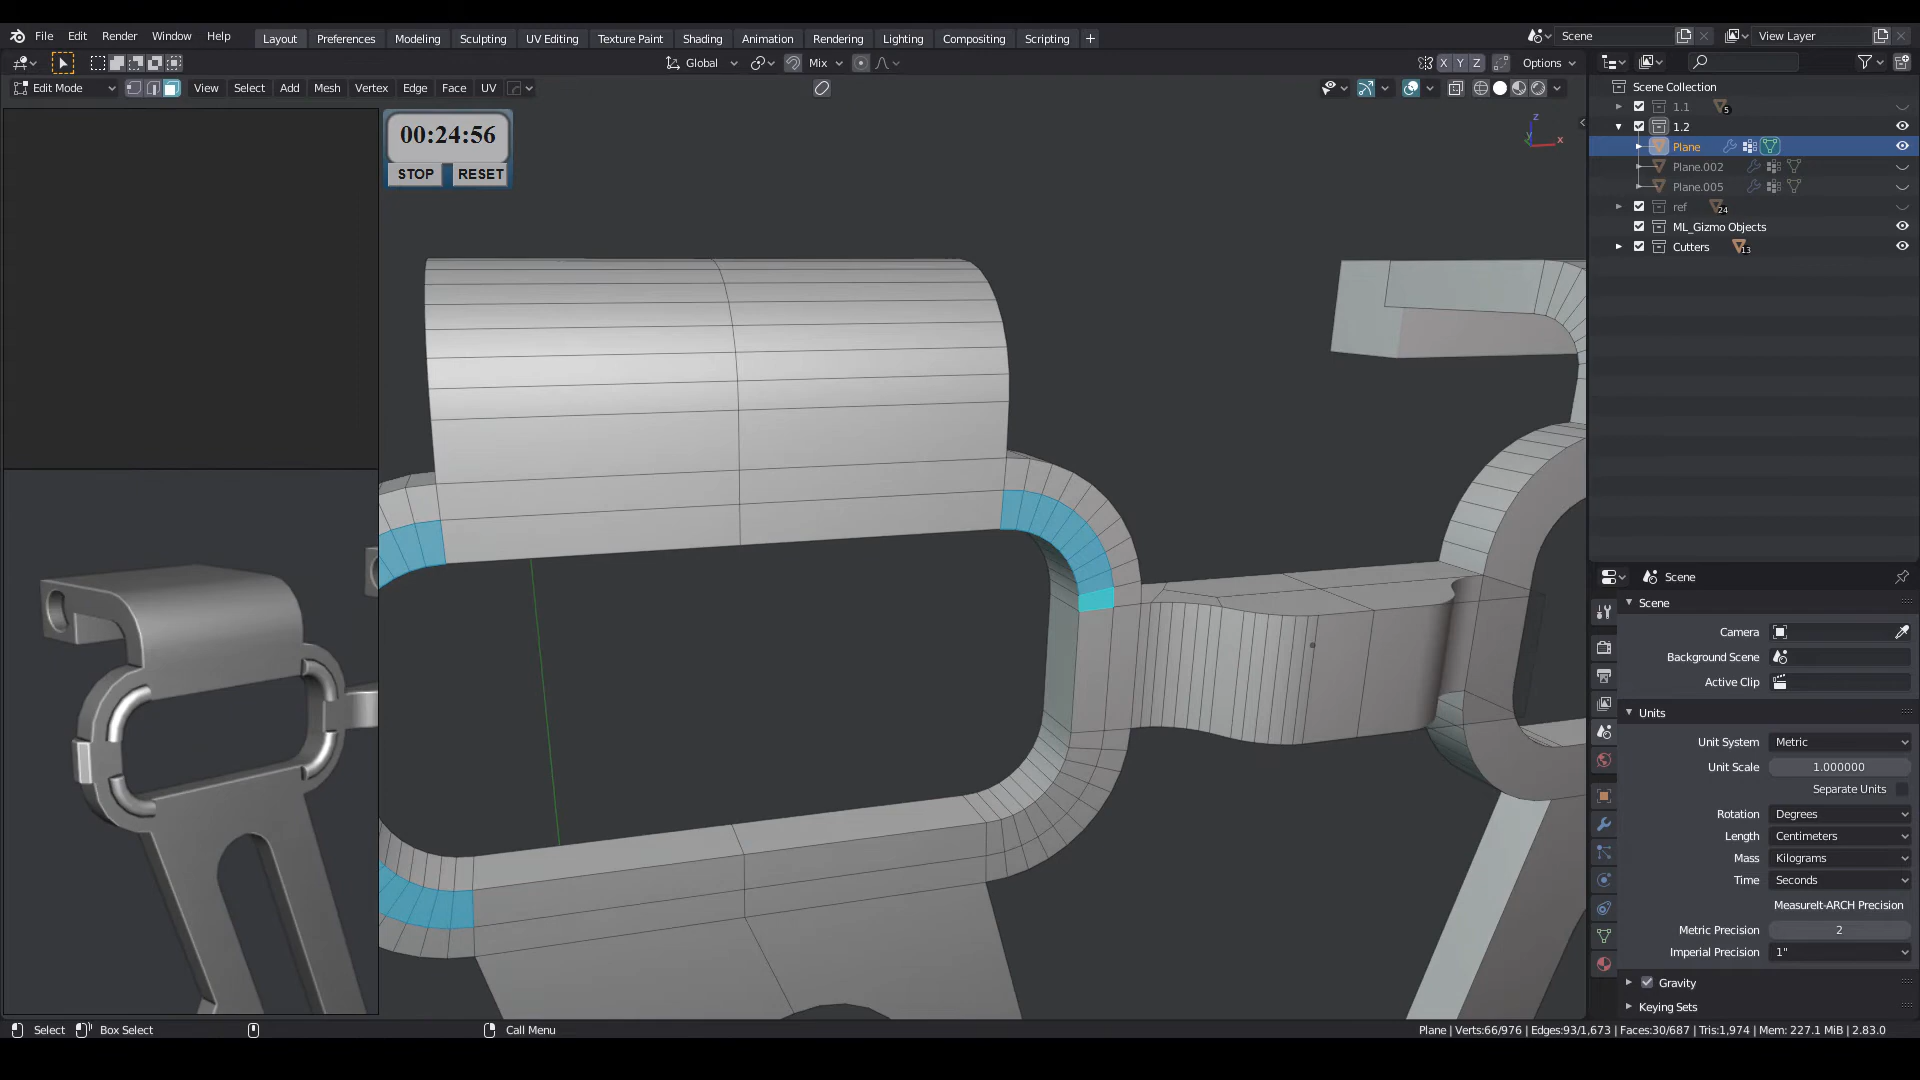 File Edit Render Window Help Layout Preferences Modeling Sculpting UV Editing Texture Paint Shading Animation Rendering Lighting Compositing Scripting + Scene View Layer
Global Mix X Y Z Options
Edit Mode View Select Add Mesh Vertex Edge Face UV
Scene Collection
1.1 5
1.2
Plane
Plane.002
Plane.005
ref 24
ML_Gizmo Objects
Cutters 13
00:24:56
STOP RESET
Z
X
Y
Scene
Scene
Camera
Background Scene
Active Clip
Units
Unit System Metric
Unit Scale 1.000000
Separate Units
Rotation Degrees
Length Centimeters
Mass Kilograms
Time Seconds
MeasureIt-ARCH Precision
Metric Precision 2
Imperial Precision 1"
Gravity
Keying Sets
Select Box Select Call Menu Plane | Verts:66/976 | Edges:93/1,673 | Faces:30/687 | Tris:1,974 | Mem: 227.1 MiB | 2.83.0